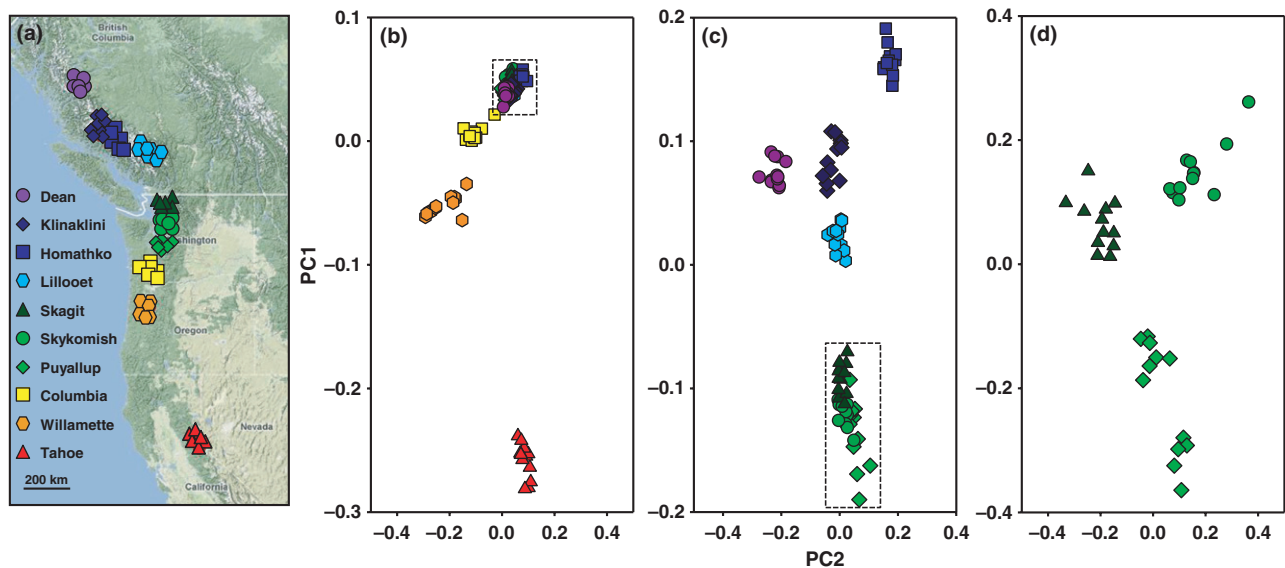 (a)
British
Columbia
Dean
Klinaklini
Homathko
Lillooet
Skagit
Skykomish
Puyallup
Columbia
Willamette
Tahoe
200 km
Oregon
Nevada
California
(b)
PC1
0.1
0.0
−0.1
−0.2
−0.3
−0.4 −0.2 0.0 0.2 0.4
(c)
0.2
0.1
0.0
−0.1
−0.2
−0.4 −0.2 0.0 0.2 0.4
PC2
(d)
0.4
0.2
0.0
−0.2
−0.4
−0.4 −0.2 0.0 0.2 0.4